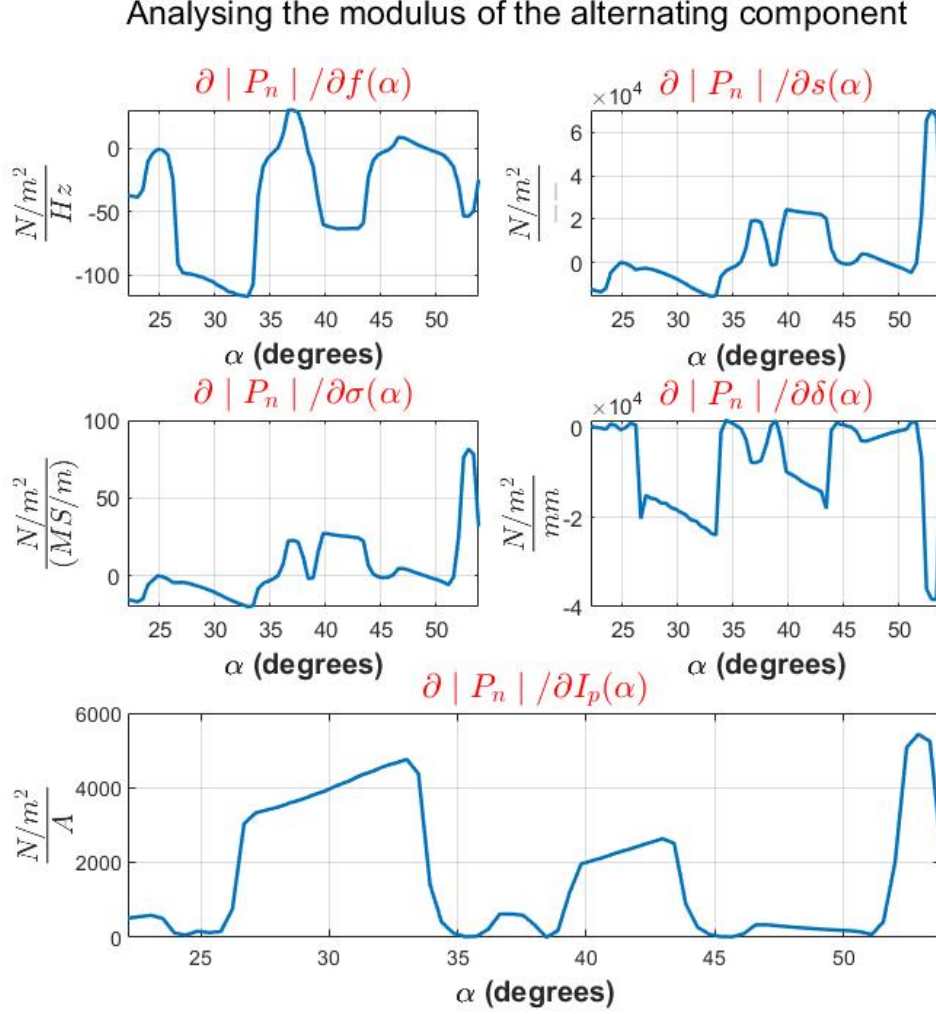 Analysing the modulus of the alternating component
∂ | P_n | /∂f(α)
N/m²
Hz
0
-50
-100
25 30 35 40 45 50
α (degrees)
×10⁴ ∂ | P_n | /∂s(α)
N/m²
--
6
4
2
0
25 30 35 40 45 50
α (degrees)
∂ | P_n | /∂σ(α)
N/m²
(MS/m)
100
50
0
25 30 35 40 45 50
α (degrees)
×10⁴ ∂ | P_n | /∂δ(α)
N/m²
mm
0
-2
-4
25 30 35 40 45 50
α (degrees)
∂ | P_n | /∂I_p(α)
N/m²
A
6000
4000
2000
0
25 30 35 40 45 50
α (degrees)